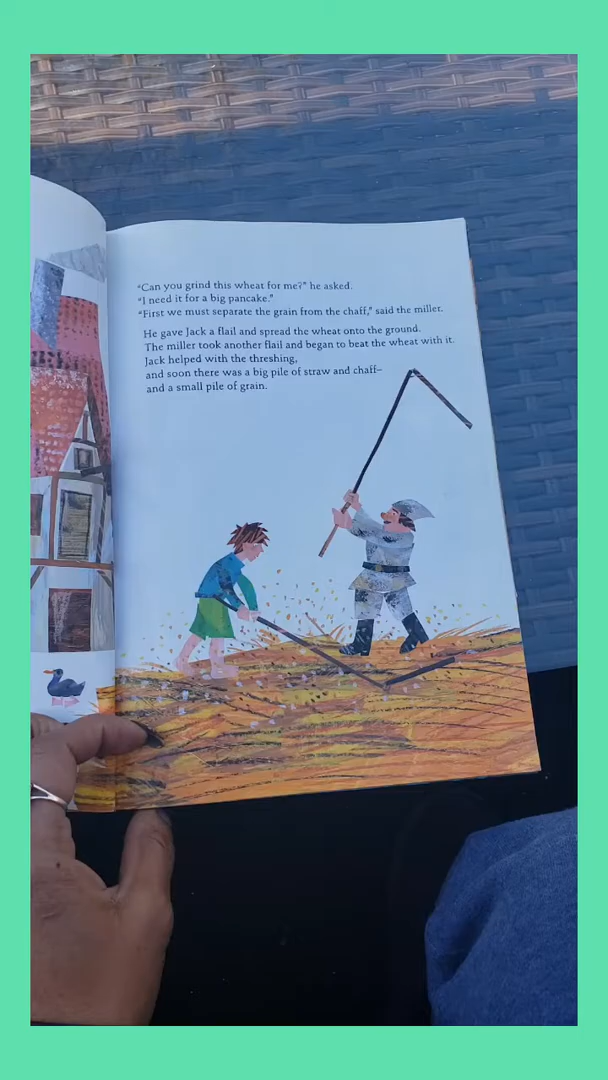 “Can you grind this wheat for me?” he asked.
“I need it for a big pancake.”
“First we must separate the grain from the chaff,” said the miller.
He gave Jack a flail and spread the wheat onto the ground.
The miller took another flail and began to beat the wheat with it.
Jack helped with the threshing,
and soon there was a big pile of straw and chaff–
and a small pile of grain.